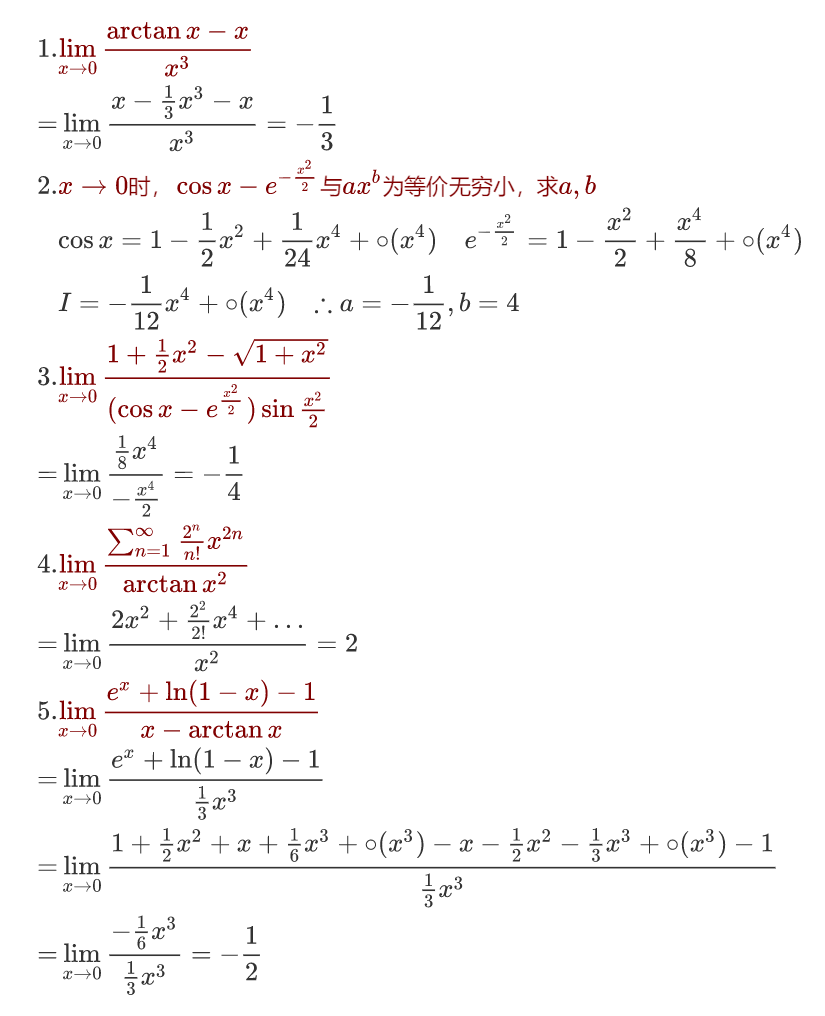 1.\lim_{x \to 0} \frac{\arctan x - x}{x^3}
=\lim_{x \to 0} \frac{x - \frac{1}{3}x^3 - x}{x^3} = -\frac{1}{3}
2.x \to 0时，\cos x - e^{-\frac{x^2}{2}}与ax^b为等价无穷小，求a,b
\cos x = 1 - \frac{1}{2}x^2 + \frac{1}{24}x^4 + \circ(x^4) \quad e^{-\frac{x^2}{2}} = 1 - \frac{x^2}{2} + \frac{x^4}{8} + \circ(x^4)
I = -\frac{1}{12}x^4 + \circ(x^4) \quad \therefore a = -\frac{1}{12}, b = 4
3.\lim_{x \to 0} \frac{1 + \frac{1}{2}x^2 - \sqrt{1 + x^2}}{(\cos x - e^{\frac{x^2}{2}})\sin \frac{x^2}{2}}
=\lim_{x \to 0} \frac{\frac{1}{8}x^4}{-\frac{x^4}{2}} = -\frac{1}{4}
4.\lim_{x \to 0} \frac{\sum_{n=1}^{\infty} \frac{2^n}{n!}x^{2n}}{\arctan x^2}
=\lim_{x \to 0} \frac{2x^2 + \frac{2^2}{2!}x^4 + \dots}{x^2} = 2
5.\lim_{x \to 0} \frac{e^x + \ln(1 - x) - 1}{x - \arctan x}
=\lim_{x \to 0} \frac{e^x + \ln(1 - x) - 1}{\frac{1}{3}x^3}
=\lim_{x \to 0} \frac{1 + \frac{1}{2}x^2 + x + \frac{1}{6}x^3 + \circ(x^3) - x - \frac{1}{2}x^2 - \frac{1}{3}x^3 + \circ(x^3) - 1}{\frac{1}{3}x^3}
=\lim_{x \to 0} \frac{-\frac{1}{6}x^3}{\frac{1}{3}x^3} = -\frac{1}{2}